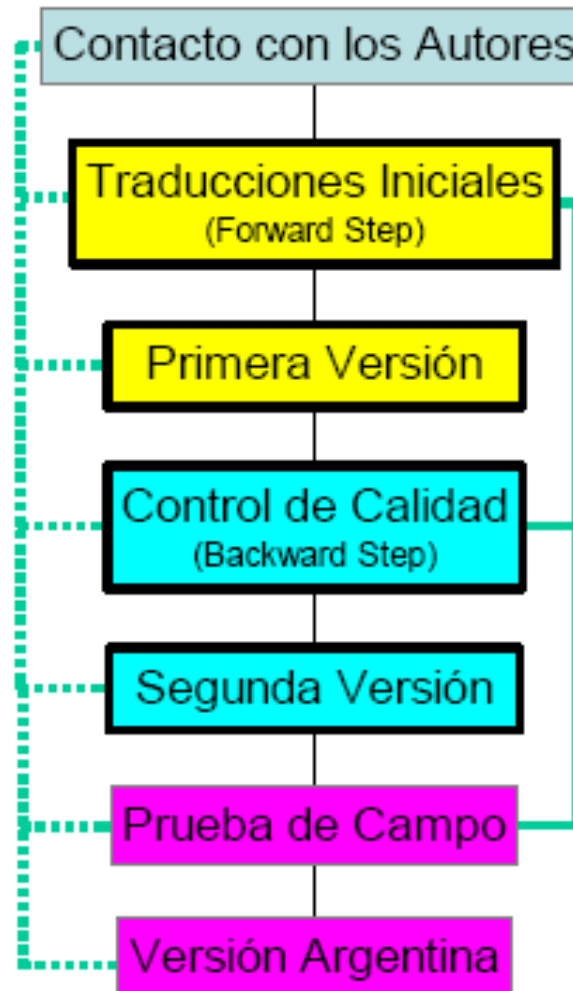 Contacto con los Autores
Traducciones Iniciales
(Forward Step)
Primera Versión
Control de Calidad
(Backward Step)
Segunda Versión
Prueba de Campo
Versión Argentina